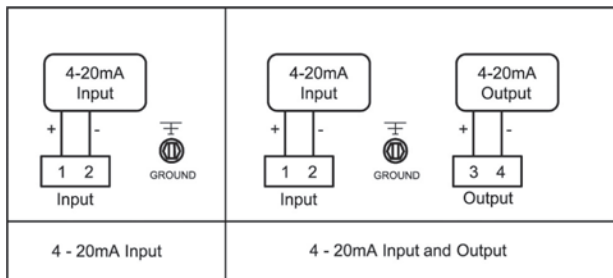 4-20mA
Input
+ -
1 2
Input
GROUND
4 - 20mA Input
4-20mA
Input
+ -
1 2
Input
GROUND
4-20mA
Output
+ -
3 4
Output
4 - 20mA Input and Output